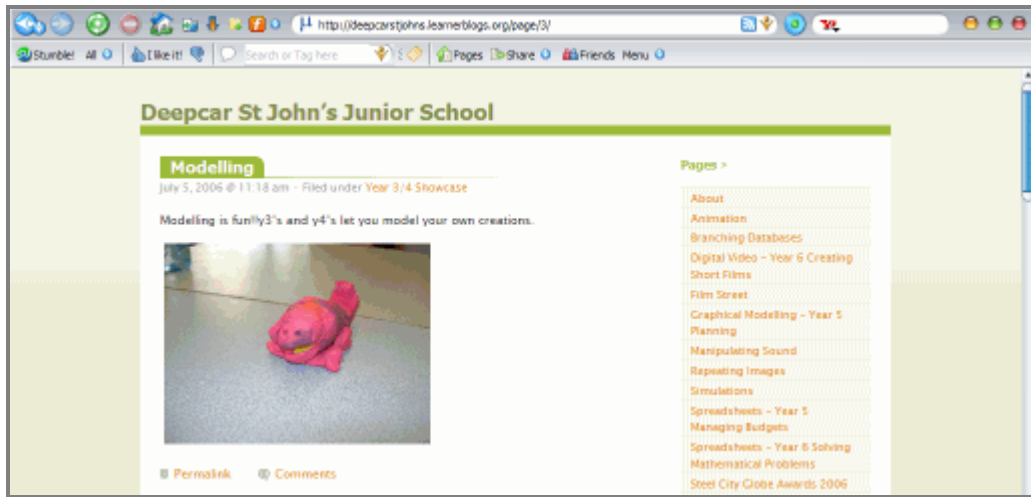 http://deepcarstjohns.learnerblogs.org/page/3/
Stumble! All I like it! Search or Tag here Pages Share Friends Menu
Deepcar St John's Junior School
Modelling
July 5, 2006 @ 11:18 am - Filed under Year 3/4 Showcase
Modelling is fun!!y3's and y4's let you model your own creations.
Permalink Comments
Pages >
About
Animation
Branching Databases
Digital Video – Year 6 Creating
Short Films
Film Street
Graphical Modelling – Year 5
Planning
Manipulating Sound
Repeating Images
Simulations
Spreadsheets – Year 5
Managing Budgets
Spreadsheets – Year 6 Solving
Mathematical Problems
Steel City Globe Awards 2006